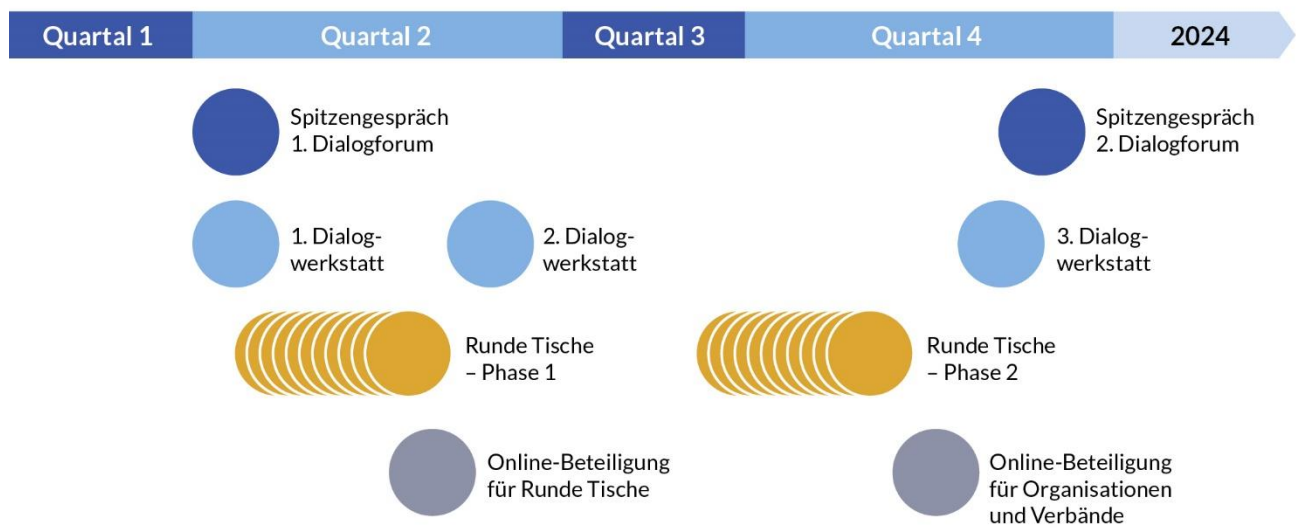 Quartal 1
Quartal 2
Quartal 3
Quartal 4
2024
Spitzengespräch
1. Dialogforum
Spitzengespräch
2. Dialogforum
1. Dialog-
werkstatt
2. Dialog-
werkstatt
3. Dialog-
werkstatt
Runde Tische
– Phase 1
Runde Tische
– Phase 2
Online-Beteiligung
für Runde Tische
Online-Beteiligung
für Organisationen
und Verbände